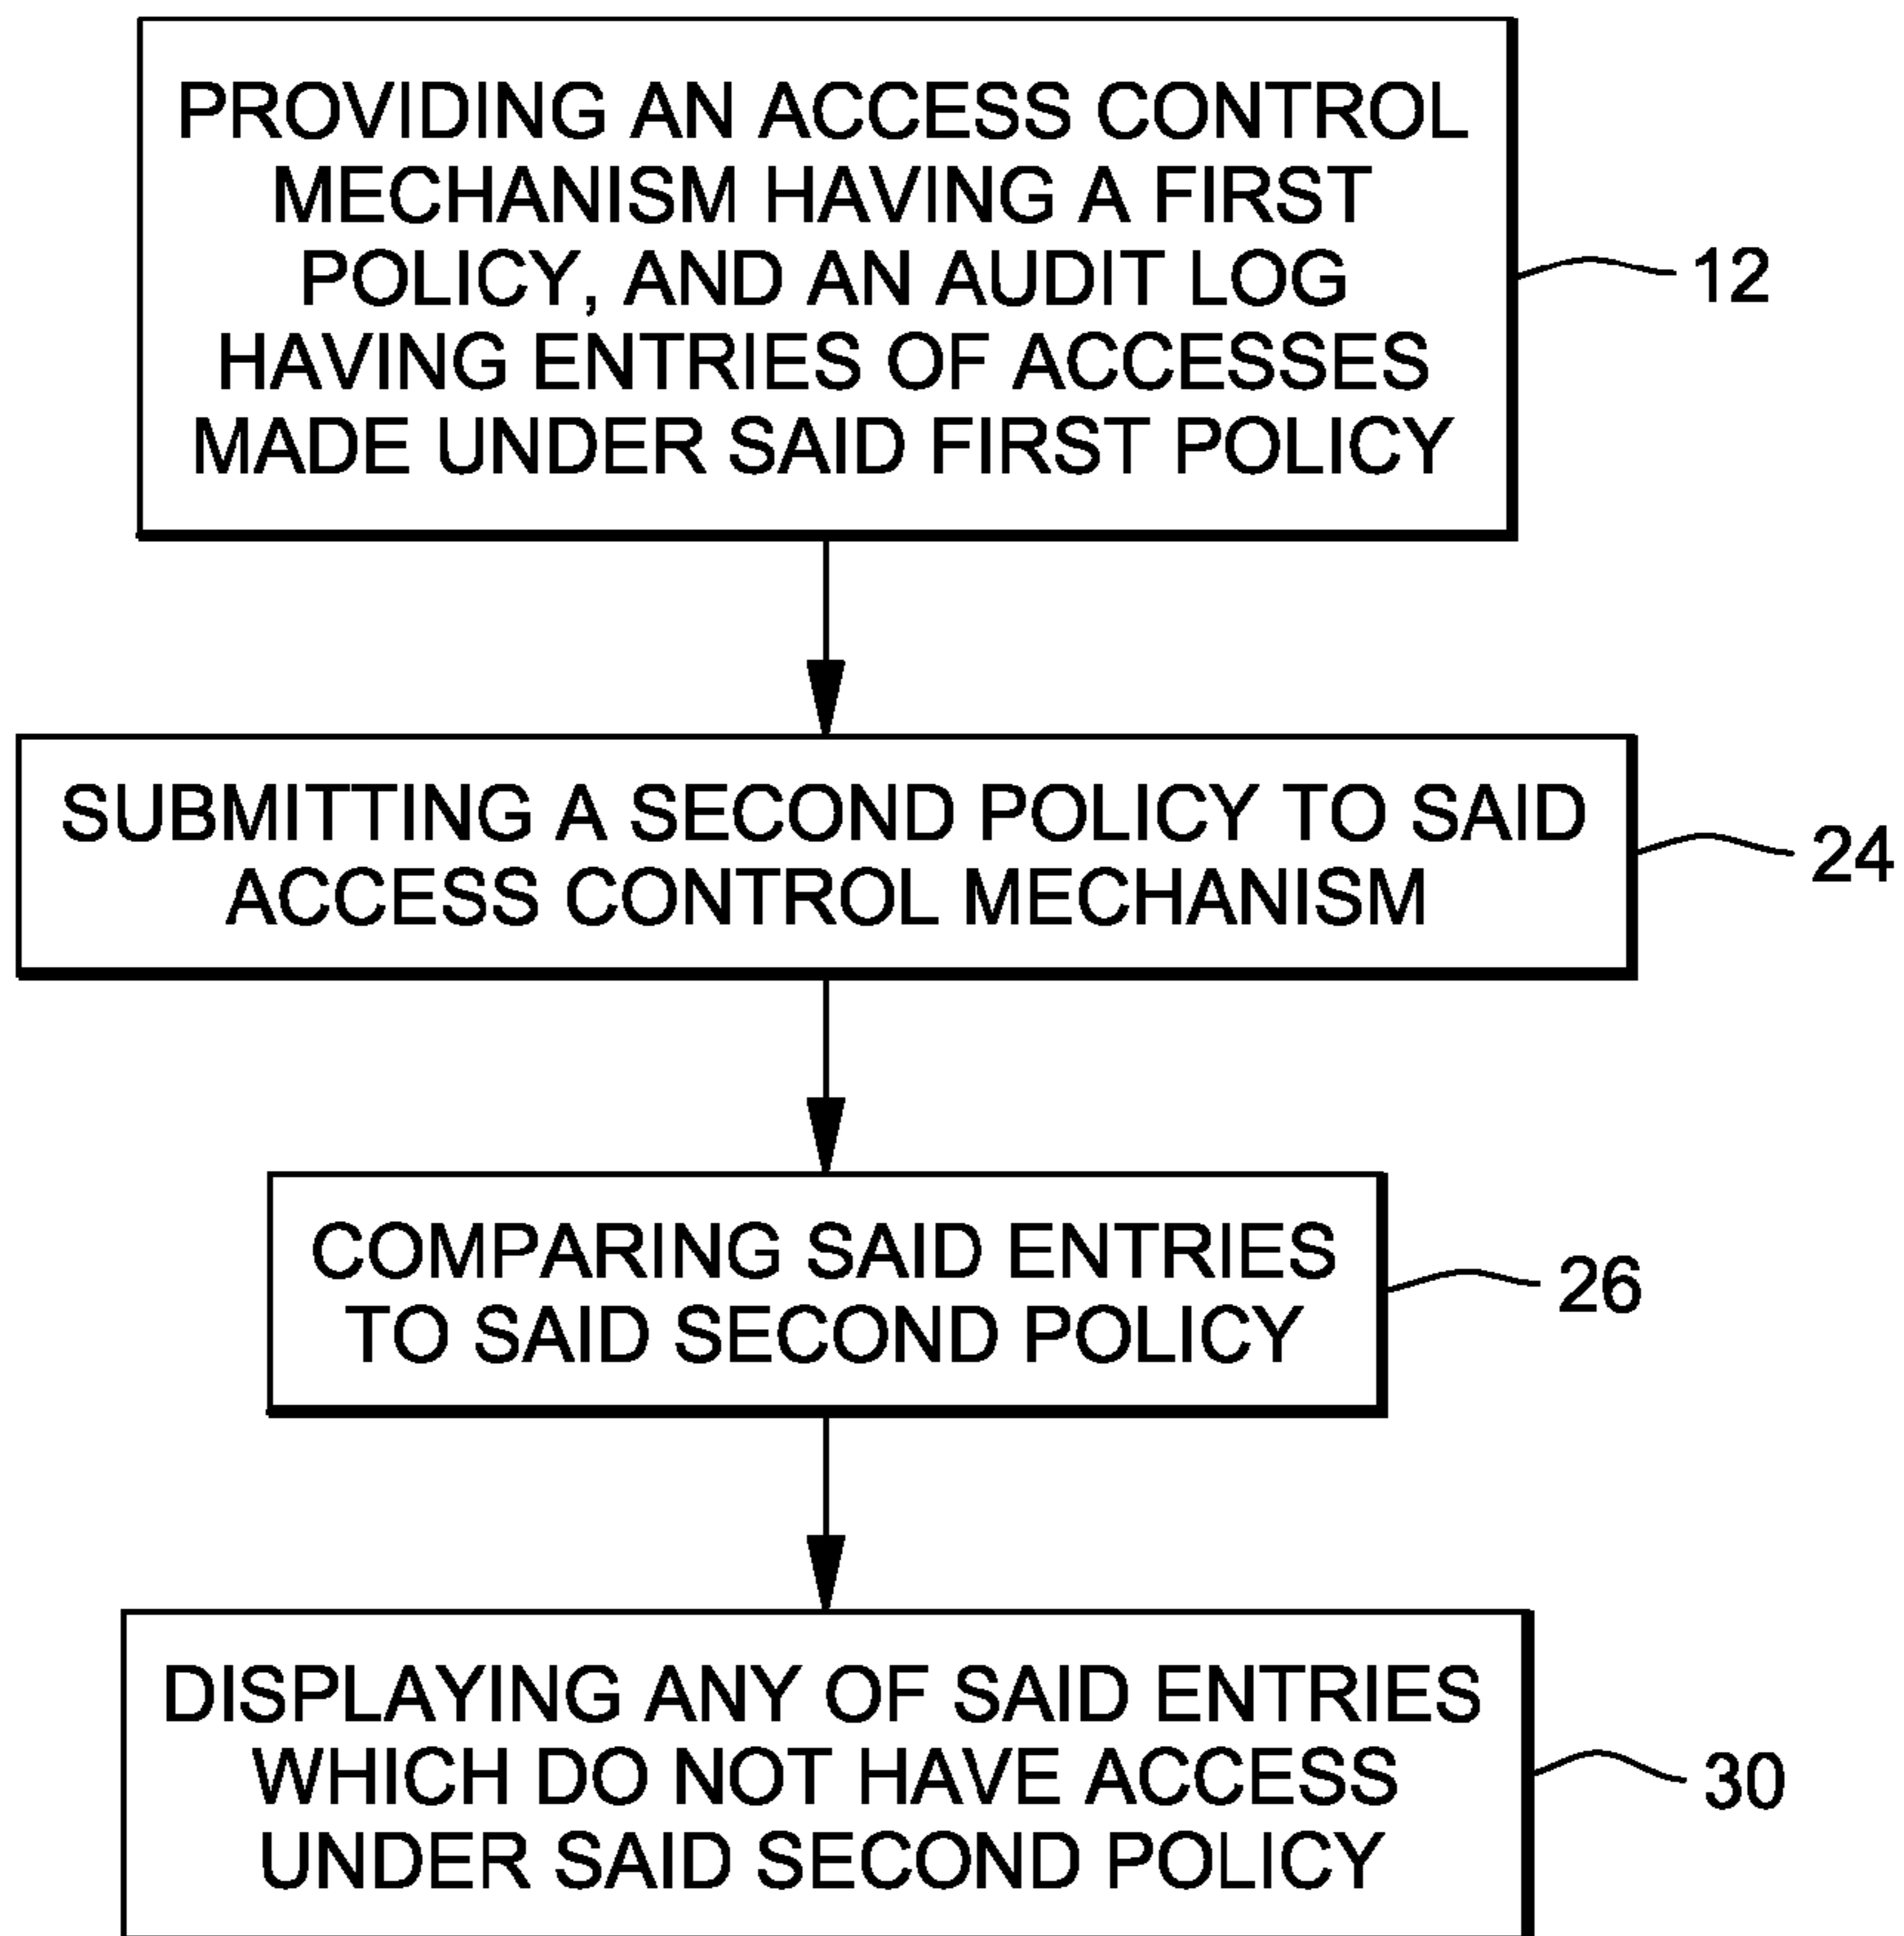 PROVIDING AN ACCESS CONTROL
MECHANISM HAVING A FIRST
POLICY, AND AN AUDIT LOG
HAVING ENTRIES OF ACCESSES
MADE UNDER SAID FIRST POLICY
12
SUBMITTING A SECOND POLICY TO SAID
ACCESS CONTROL MECHANISM
24
COMPARING SAID ENTRIES
TO SAID SECOND POLICY
26
DISPLAYING ANY OF SAID ENTRIES
WHICH DO NOT HAVE ACCESS
UNDER SAID SECOND POLICY
30